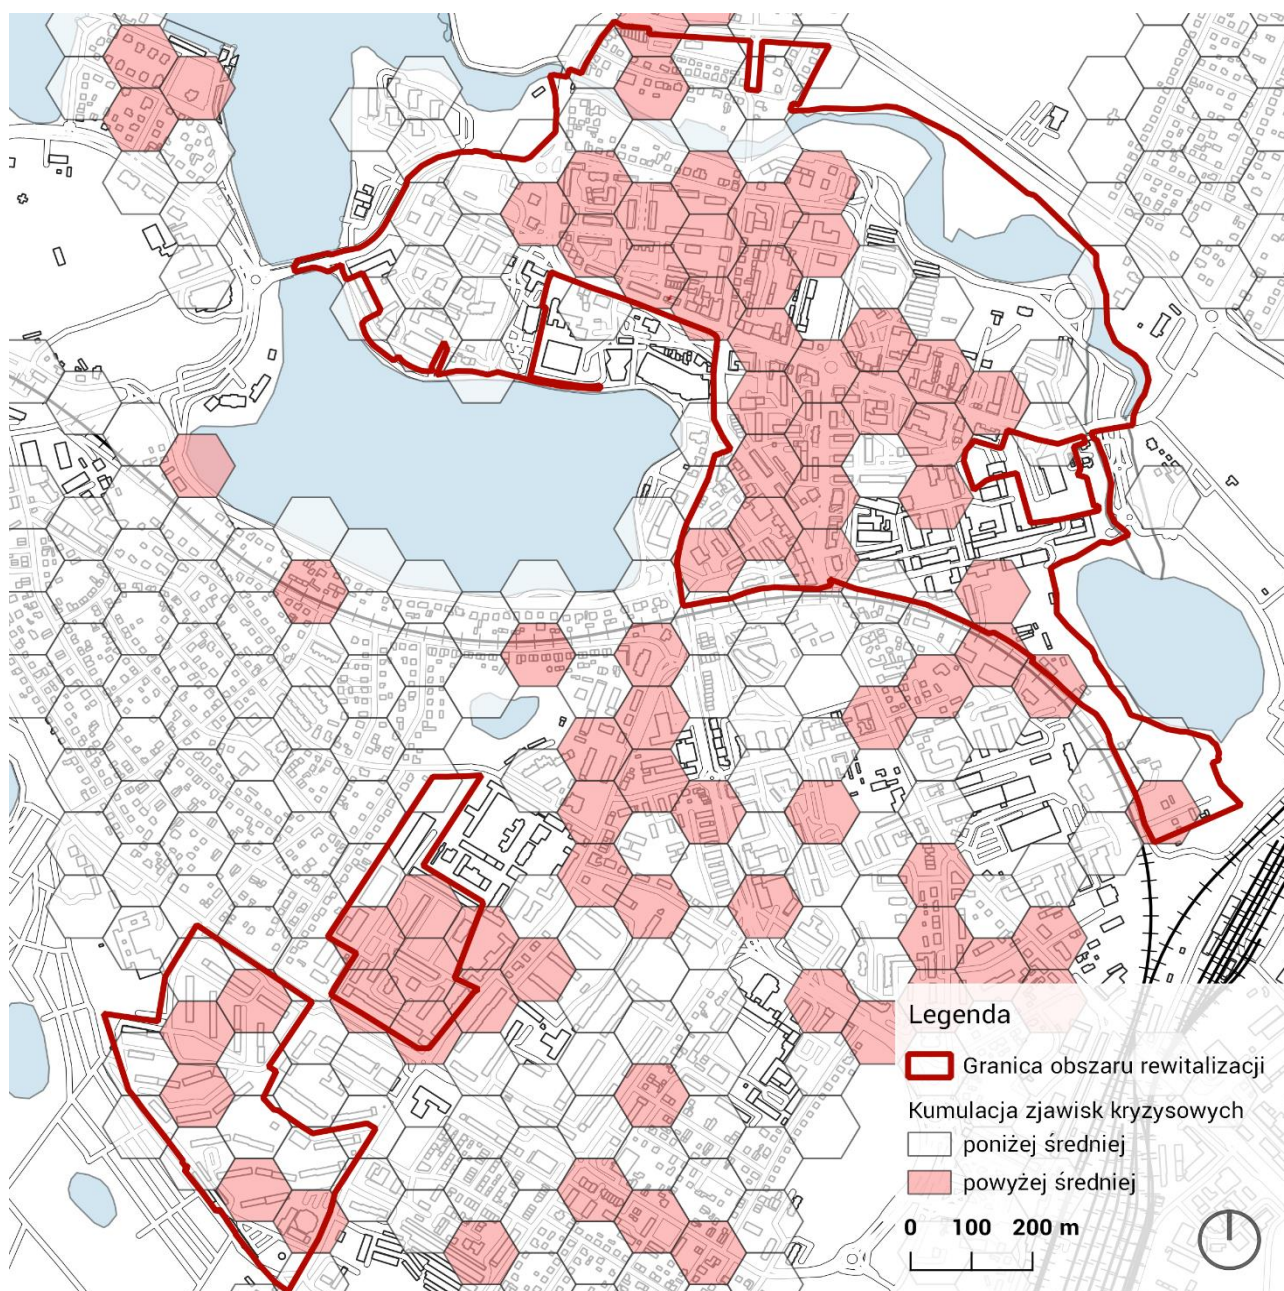 Legenda
Granica obszaru rewitalizacji
Kumulacja zjawisk kryzysowych
poniżej średniej
powyżej średniej
0 100 200 m